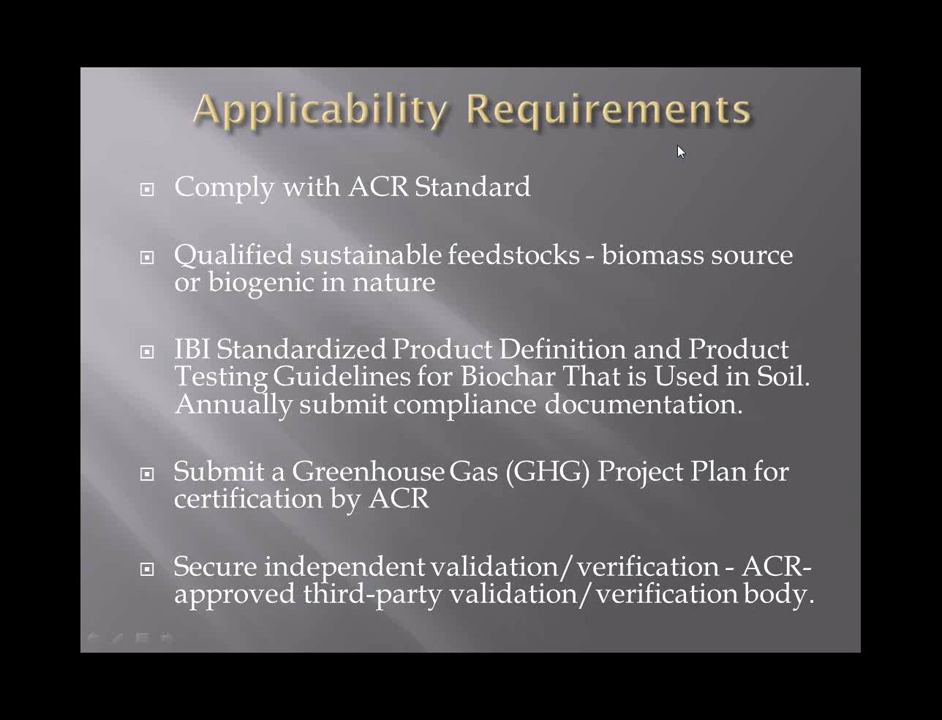 Applicability Requirements
Comply with ACR Standard
Qualified sustainable feedstocks - biomass source
or biogenic in nature
IBI Standardized Product Definition and Product
Testing Guidelines for Biochar That is Used in Soil.
Annually submit compliance documentation.
Submit a Greenhouse Gas (GHG) Project Plan for
certification by ACR
Secure independent validation/verification - ACR-
approved third-party validation/verification body.